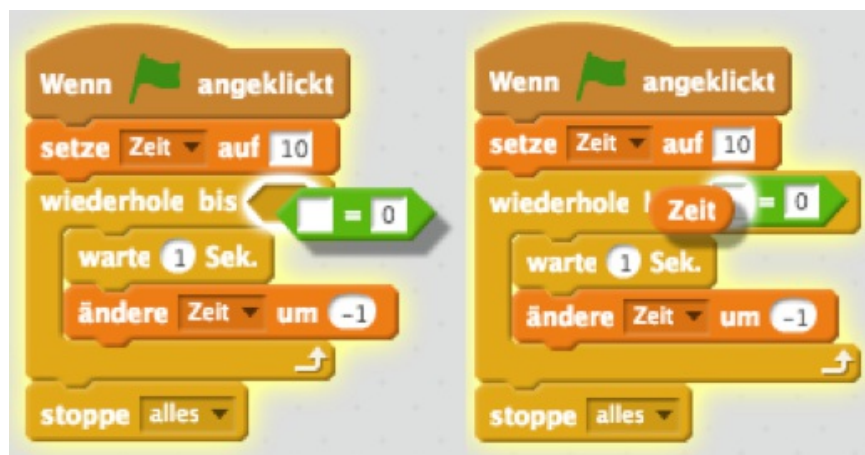 Wenn angeklickt
setze Zeit auf 10
wiederhole bis = 0
warte 1 Sek.
ändere Zeit um -1
stoppe alles
Wenn angeklickt
setze Zeit auf 10
wiederhole Zeit = 0
warte 1 Sek.
ändere Zeit um -1
stoppe alles